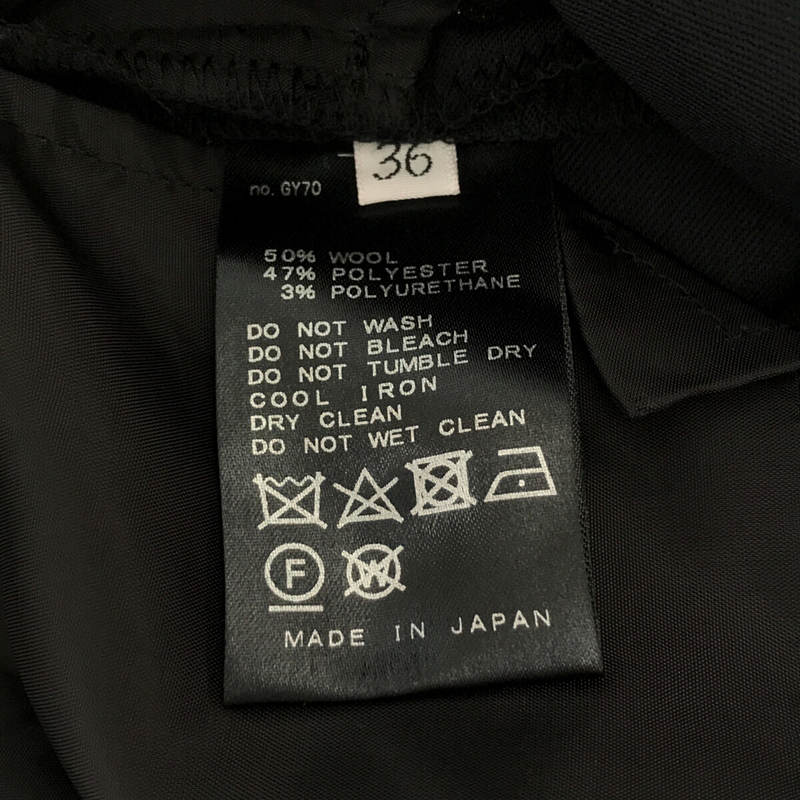 36
no. GY70
50% WOOL
47% POLYESTER
3% POLYURETHANE
DO NOT WASH
DO NOT BLEACH
DO NOT TUMBLE DRY
COOL IRON
DRY CLEAN
DO NOT WET CLEAN
F W
MADE IN JAPAN